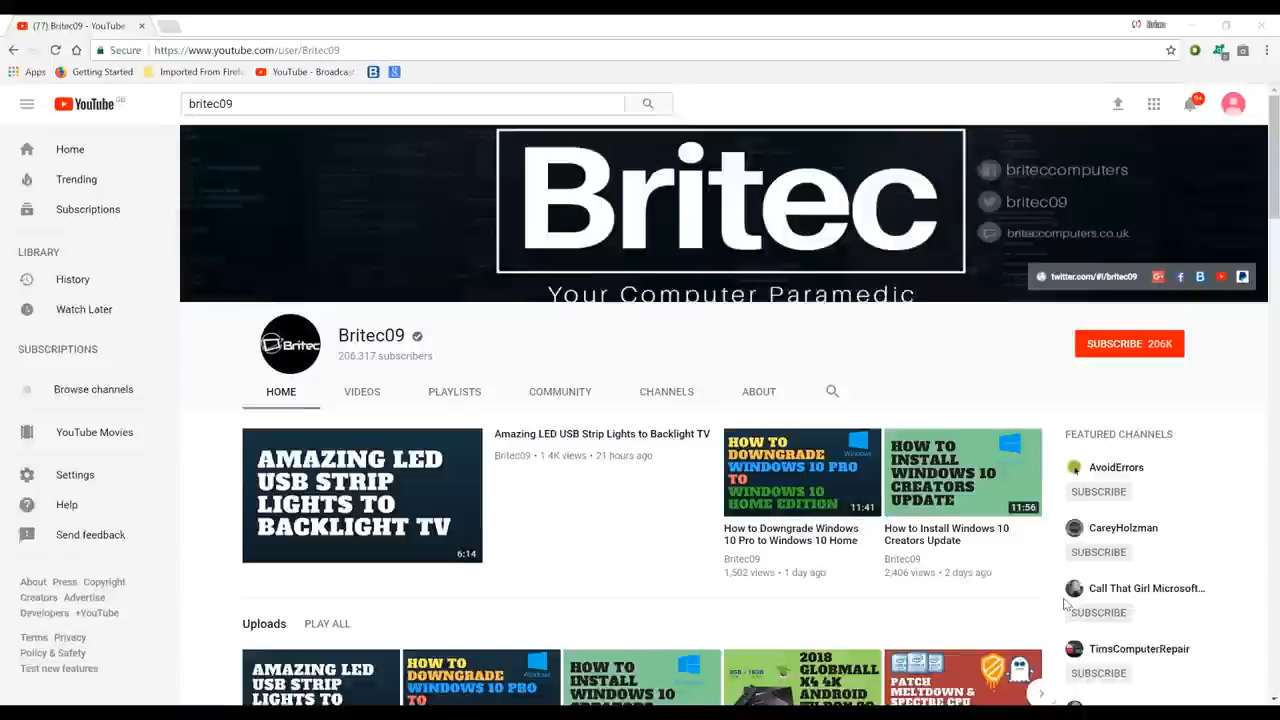 (77) Britec09 - YouTube
Secure https://www.youtube.com/user/Britec09
Apps Getting Started Imported From Firef YouTube - Broadcas
YouTube GB
britec09
9+
Home
Trending
Subscriptions
LIBRARY
History
Watch Later
SUBSCRIPTIONS
Browse channels
YouTube Movies
Settings
Help
Send feedback
About Press Copyright
Creators Advertise
Developers +YouTube
Terms Privacy
Policy & Safety
Test new features
Britec
briteccomputers
britec09
briteccomputers.co.uk
twitter.com/#!/britec09
Your Computer Paramedic
Britec
Britec09
206,317 subscribers
SUBSCRIBE 206K
HOME VIDEOS PLAYLISTS COMMUNITY CHANNELS ABOUT
AMAZING LED
USB STRIP
LIGHTS TO
BACKLIGHT TV
6:14
Amazing LED USB Strip Lights to Backlight TV
Britec09 • 1.4K views • 21 hours ago
HOW TO
DOWNGRADE
WINDOWS 10 PRO
TO
WINDOWS 10
HOME EDITION
Windows
11:41
How to Downgrade Windows
10 Pro to Windows 10 Home
Britec09
1,502 views • 1 day ago
HOW TO
INSTALL
WINDOWS 10
CREATORS
UPDATE
11:56
How to Install Windows 10
Creators Update
Britec09
2,406 views • 2 days ago
FEATURED CHANNELS
AvoidErrors
SUBSCRIBE
CareyHolzman
SUBSCRIBE
Call That Girl Microsoft...
SUBSCRIBE
TimsComputerRepair
SUBSCRIBE
Uploads PLAY ALL
AMAZING LED
USB STRIP
LIGHTS TO
HOW TO
DOWNGRADE
WINDOWS 10 PRO
TO
HOW TO
INSTALL
WINDOWS 10
2018
GLOBMALL
X4 4K
ANDROID
PATCH
MELTDOWN &
SPECTRE CPU